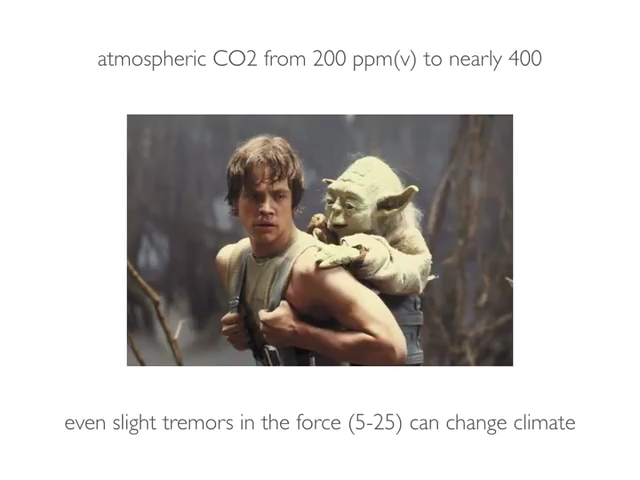 atmospheric CO2 from 200 ppm(v) to nearly 400
even slight tremors in the force (5-25) can change climate